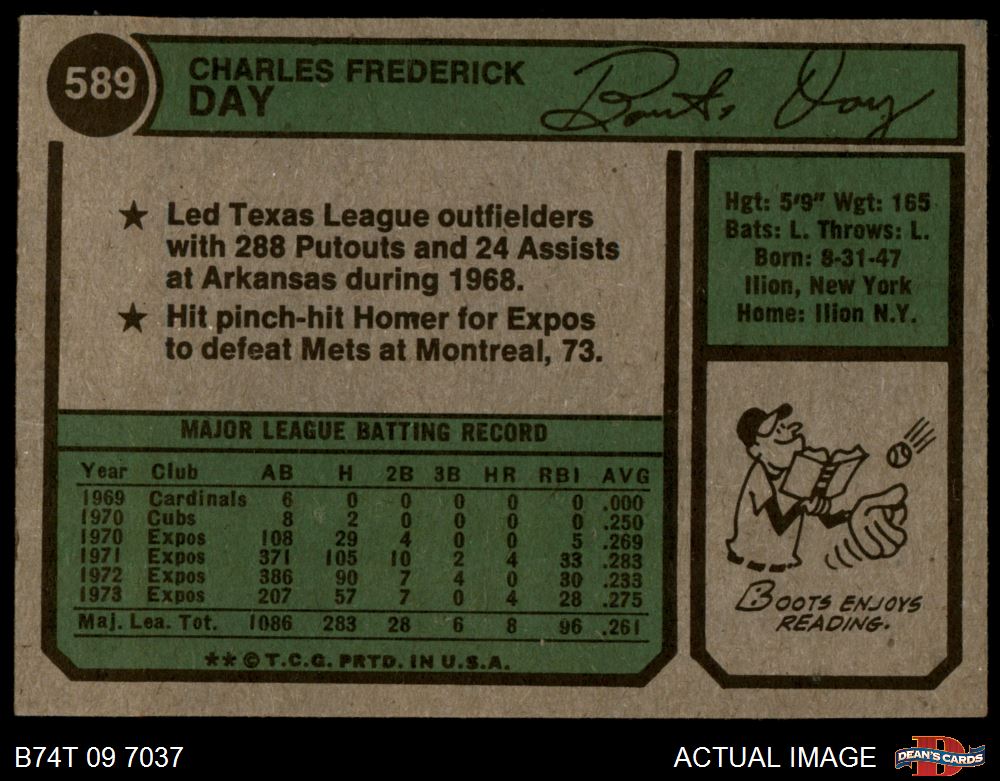 589
CHARLES FREDERICK
DAY
Boots Day
★ Led Texas League outfielders
with 288 Putouts and 24 Assists
at Arkansas during 1968.
★ Hit pinch-hit Homer for Expos
to defeat Mets at Montreal, 73.
Hgt: 5'9" Wgt: 165
Bats: L. Throws: L.
Born: 8-31-47
Ilion, New York
Home: Ilion N.Y.
MAJOR LEAGUE BATTING RECORD
Year Club AB H 2B 3B HR RBI AVG
1969 Cardinals 6 0 0 0 0 0 .000
1970 Cubs 8 2 0 0 0 0 .250
1970 Expos 108 29 4 0 0 5 .269
1971 Expos 371 105 10 2 4 33 .283
1972 Expos 386 90 7 4 0 30 .233
1973 Expos 207 57 7 0 4 28 .275
Maj. Lea. Tot. 1086 283 28 6 8 96 .261
** © T.C.G. PRTD. IN U.S.A.
BOOTS ENJOYS
READING.
B74T 09 7037
ACTUAL IMAGE
D
DEAN'S CARDS